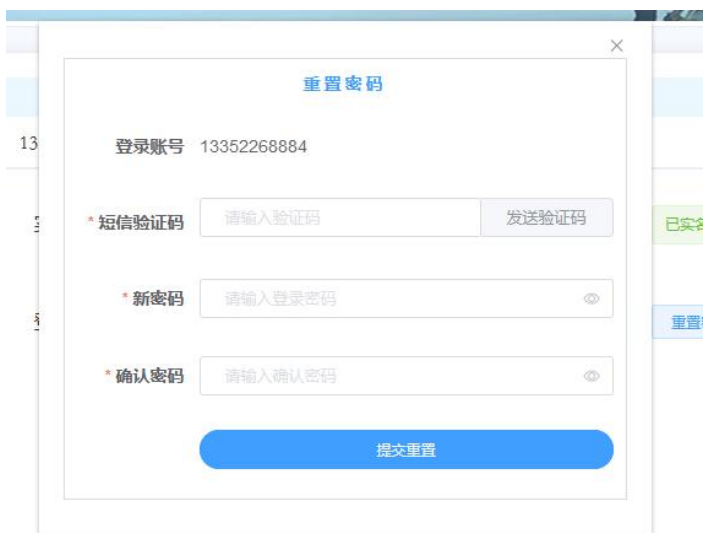 重置密码
13
登录账号 13352268884
* 短信验证码 请输入验证码 发送验证码
已实名
* 新密码 请输入登录密码
重置
* 确认密码 请输入确认密码
提交重置